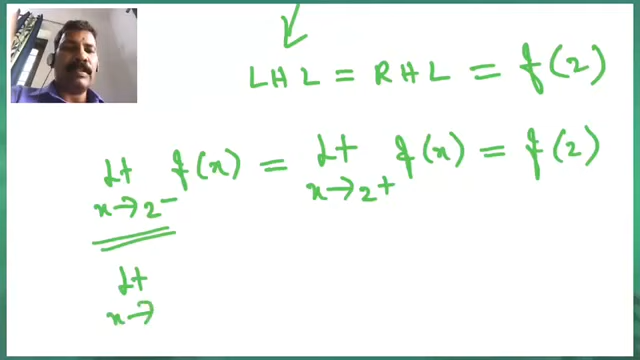 LHL = RHL = f(2)
Lt f(x) = Lt f(x) = f(2)
x→2− x→2+
Lt
x→